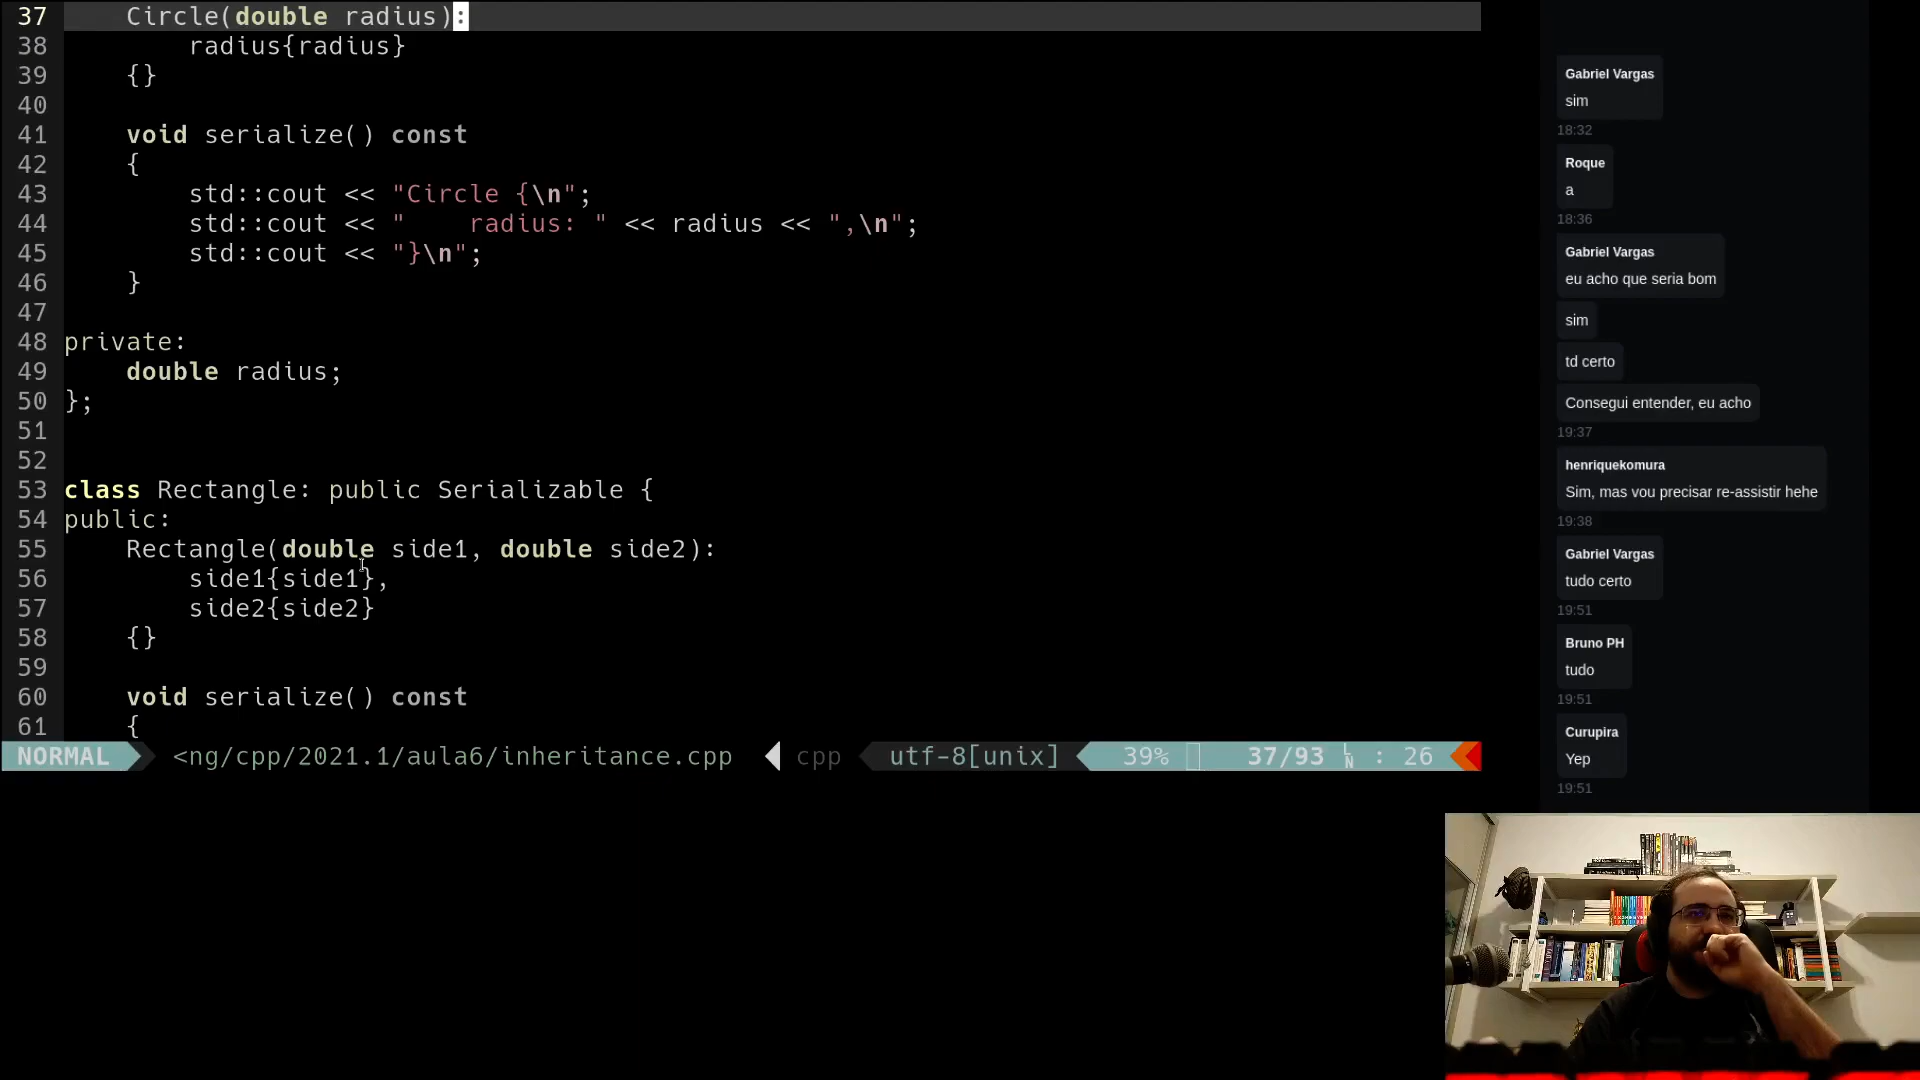 37 Circle(double radius):
38 radius{radius}
39 {}
40
41 void serialize() const
42 {
43 std::cout << "Circle {\n";
44 std::cout << "    radius: " << radius << ",\n";
45 std::cout << "}\n";
46 }
47
48 private:
49 double radius;
50 };
51
52
53 class Rectangle: public Serializable {
54 public:
55 Rectangle(double side1, double side2):
56 side1{side1},
57 side2{side2}
58 {}
59
60 void serialize() const
61 {
NORMAL <ng/cpp/2021.1/aula6/inheritance.cpp cpp utf-8[unix] 39% 37/93 LN : 26
Gabriel Vargas
sim
18:32
Roque
a
18:36
Gabriel Vargas
eu acho que seria bom
sim
td certo
Consegui entender, eu acho
19:37
henriquekomura
Sim, mas vou precisar re-assistir hehe
19:38
Gabriel Vargas
tudo certo
19:51
Bruno PH
tudo
19:51
Curupira
Yep
19:51